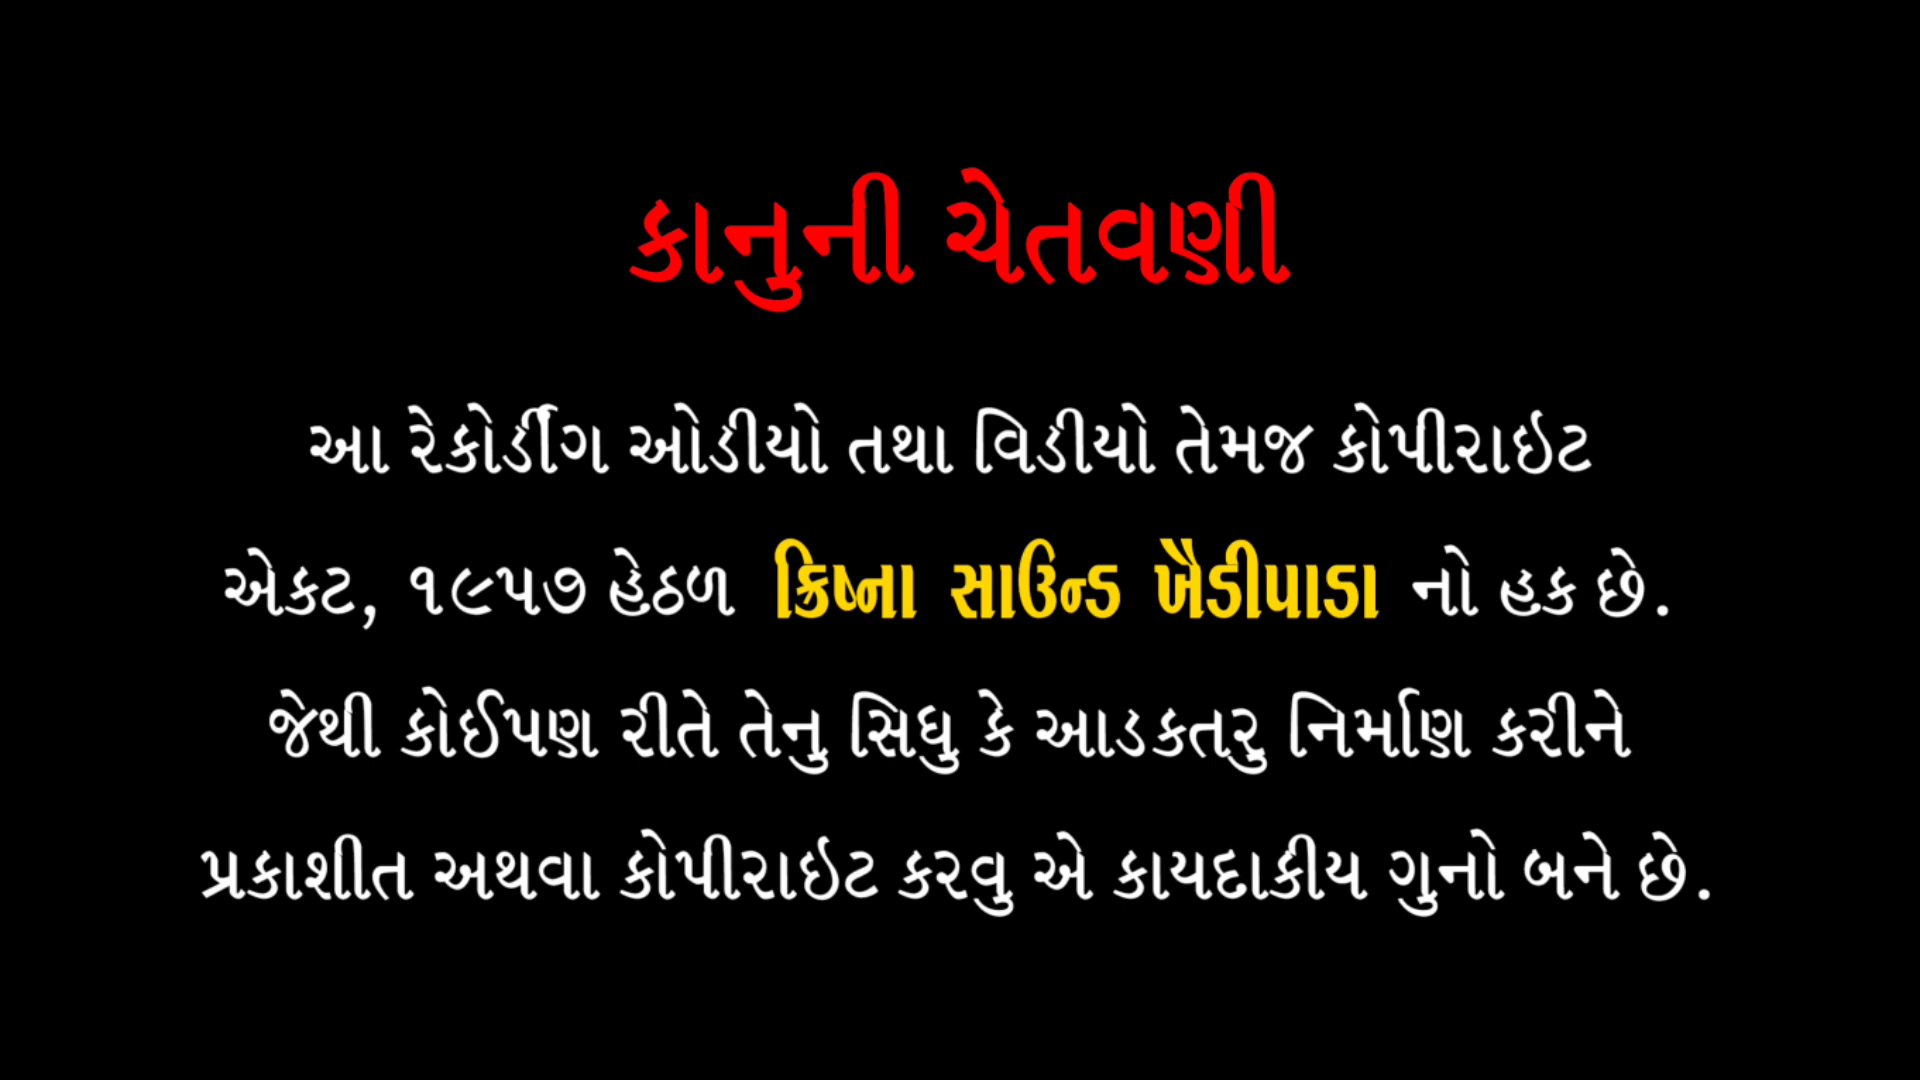 કાનુની ચેતવણી
આ રેકોર્ડીંગ ઓડીયો તથા વિડીયો તેમજ કોપીરાઇટ
એકટ, ૧૯૫૭ હેઠળ ક્રિષ્ના સાઉન્ડ ખૈડીપાડા નો હક છે.
જેથી કોઈપણ રીતે તેનુ સિધુ કે આડકતરુ નિર્માણ કરીને
પ્રકાશીત અથવા કોપીરાઇટ કરવુ એ કાયદાકીય ગુનો બને છે.